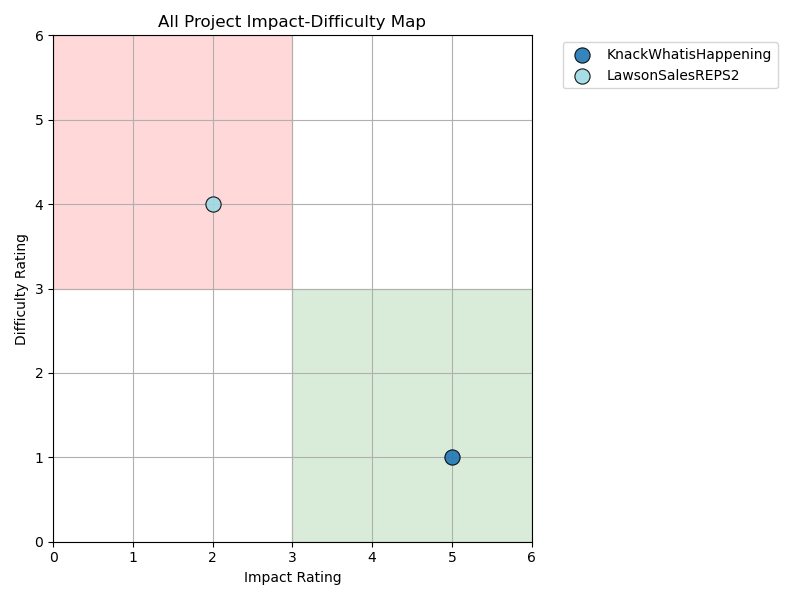 All Project Impact-Difficulty Map
KnackWhatisHappening
LawsonSalesREPS2
Difficulty Rating
6
5
4
3
2
1
0
0 1 2 3 4 5 6
Impact Rating